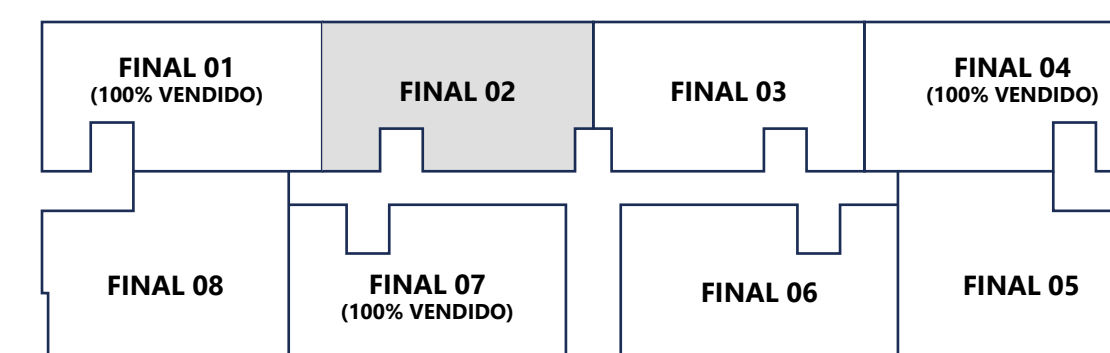 FINAL 01
(100% VENDIDO)
FINAL 02
FINAL 03
FINAL 04
(100% VENDIDO)
FINAL 08
FINAL 07
(100% VENDIDO)
FINAL 06
FINAL 05